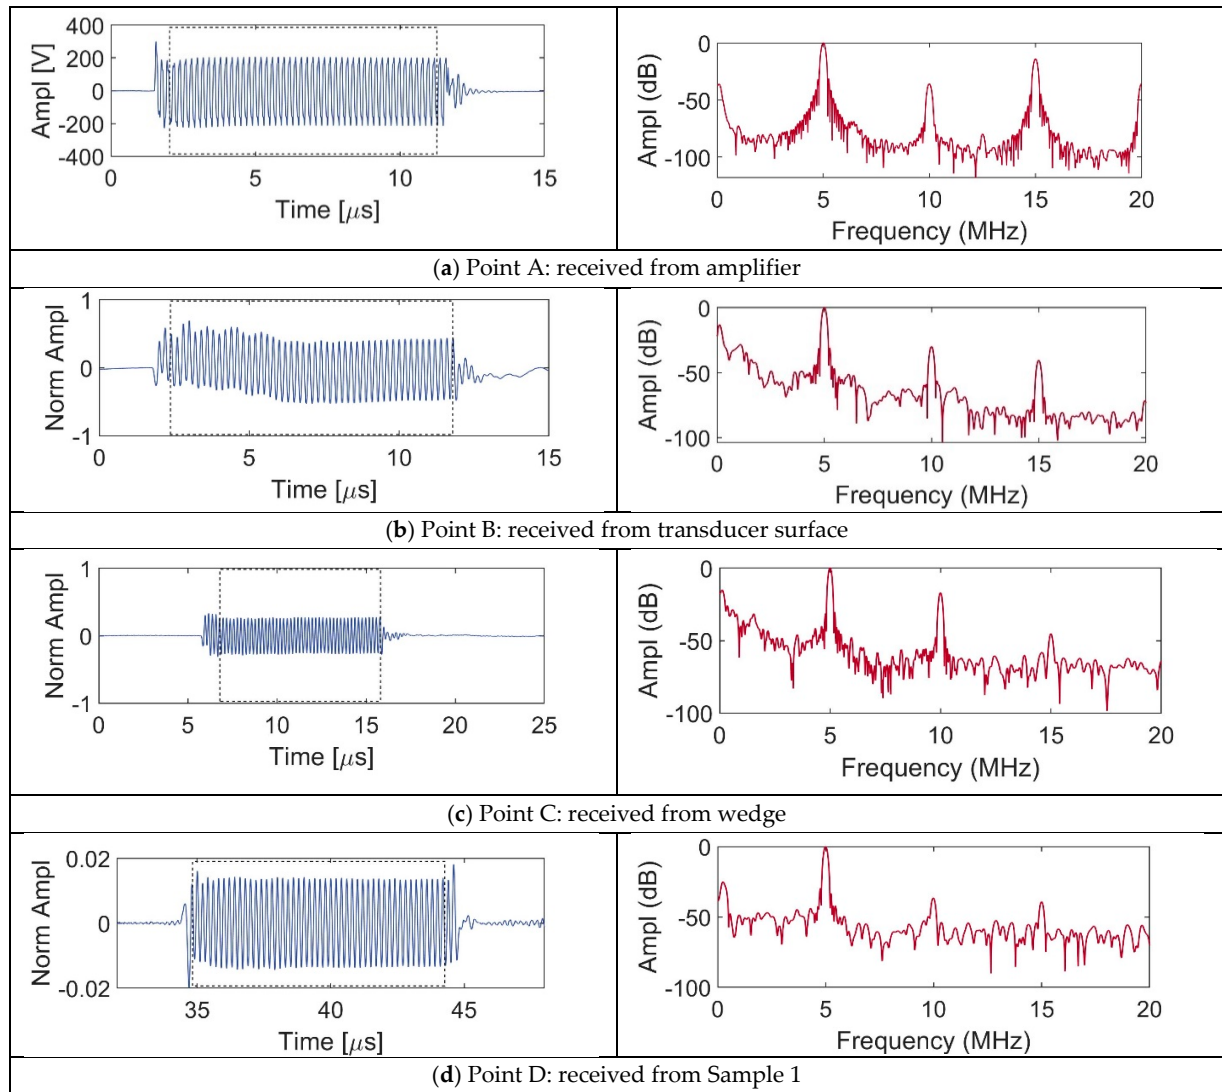 400
200
0
-200
-400
Ampl [V]
0 5 10 15
Time [μs]
0
-50
-100
Ampl (dB)
0 5 10 15 20
Frequency (MHz)
(a) Point A: received from amplifier
1
0
-1
Norm Ampl
0 5 10 15
Time [μs]
0
-50
-100
Ampl (dB)
0 5 10 15 20
Frequency (MHz)
(b) Point B: received from transducer surface
1
0
-1
Norm Ampl
0 5 10 15 20 25
Time [μs]
0
-50
-100
Ampl (dB)
0 5 10 15 20
Frequency (MHz)
(c) Point C: received from wedge
0.02
0
-0.02
Norm Ampl
35 40 45
Time [μs]
0
-50
-100
Ampl (dB)
0 5 10 15 20
Frequency (MHz)
(d) Point D: received from Sample 1